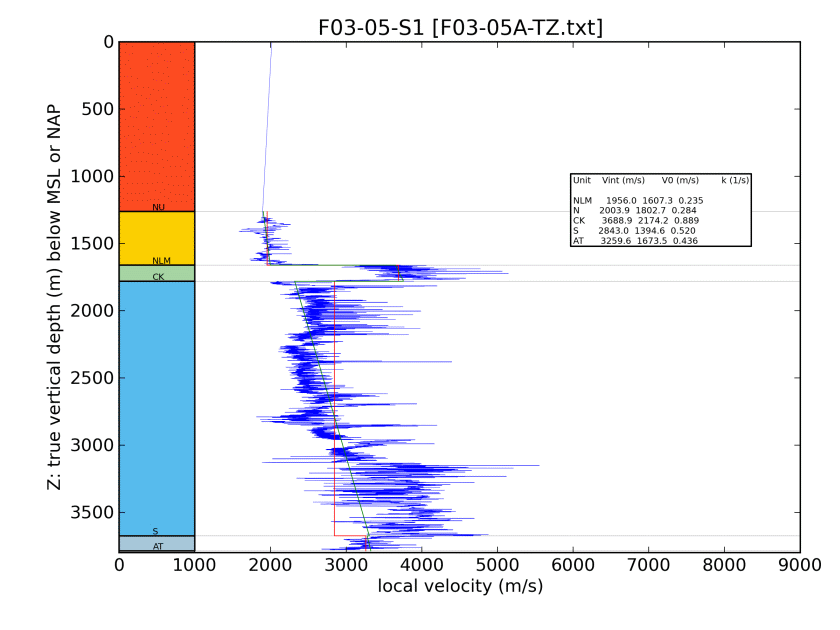 F03-05-S1 [F03-05A-TZ.txt]
0
500
1000
1500
2000
2500
3000
3500
Z: true vertical depth (m) below MSL or NAP
NU
NLM
CK
S
AT
Unit Vint (m/s) V0 (m/s) k (1/s)
NLM 1956.0 1607.3 0.235
N 2003.9 1802.7 0.284
CK 3688.9 2174.2 0.889
S 2843.0 1394.6 0.520
AT 3259.6 1673.5 0.436
0 1000 2000 3000 4000 5000 6000 7000 8000 9000
local velocity (m/s)